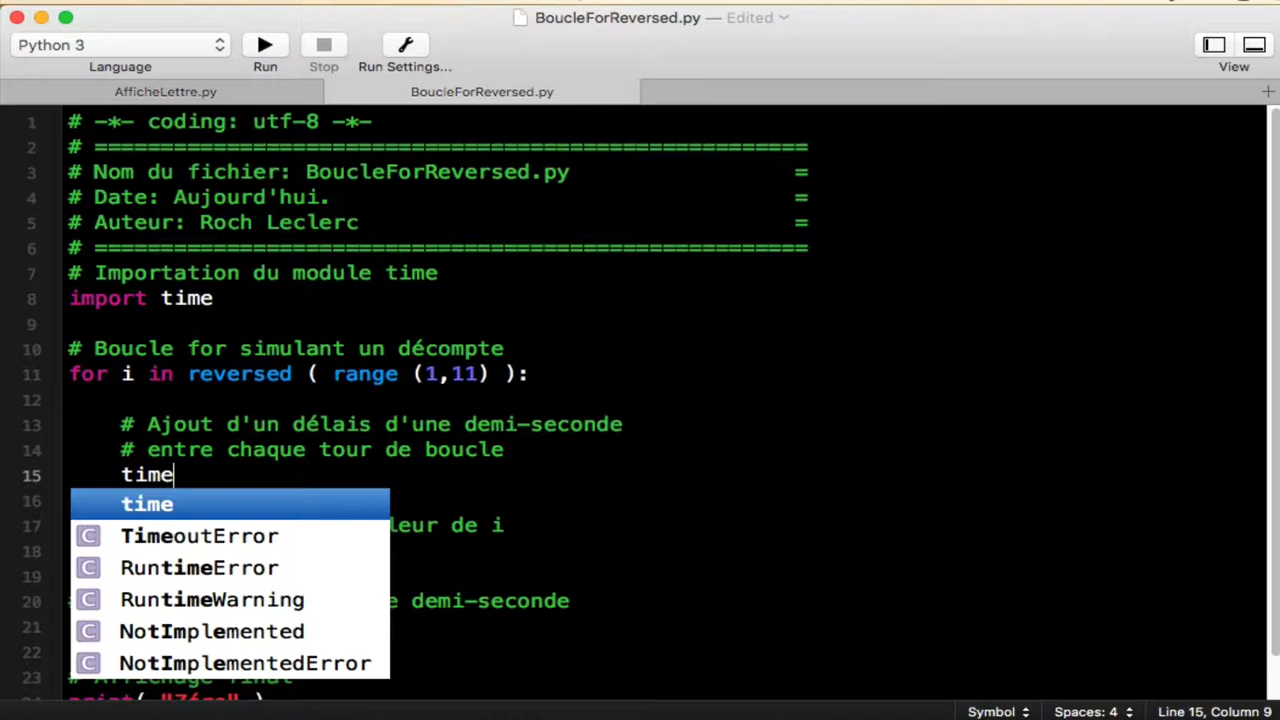 BoucleForReversed.py — Edited
Python 3
Language
Run
Stop
Run Settings...
View
AfficheLettre.py
BoucleForReversed.py
1 # -*- coding: utf-8 -*-
2 # ======================================================
3 # Nom du fichier: BoucleForReversed.py =
4 # Date: Aujourd'hui. =
5 # Auteur: Roch Leclerc =
6 # ======================================================
7 # Importation du module time
8 import time
9
10 # Boucle for simulant un décompte
11 for i in reversed ( range (1,11) ):
12
13 # Ajout d'un délais d'une demi-seconde
14 # entre chaque tour de boucle
15 time
16 time
TimeoutError
17 leur de i
18 RuntimeError
19 RuntimeWarning
20 demi-seconde
21 NotImplemented
22 NotImplementedError
23 # Affichage final
print( "Zéro" )
Symbol
Spaces: 4
Line 15, Column 9